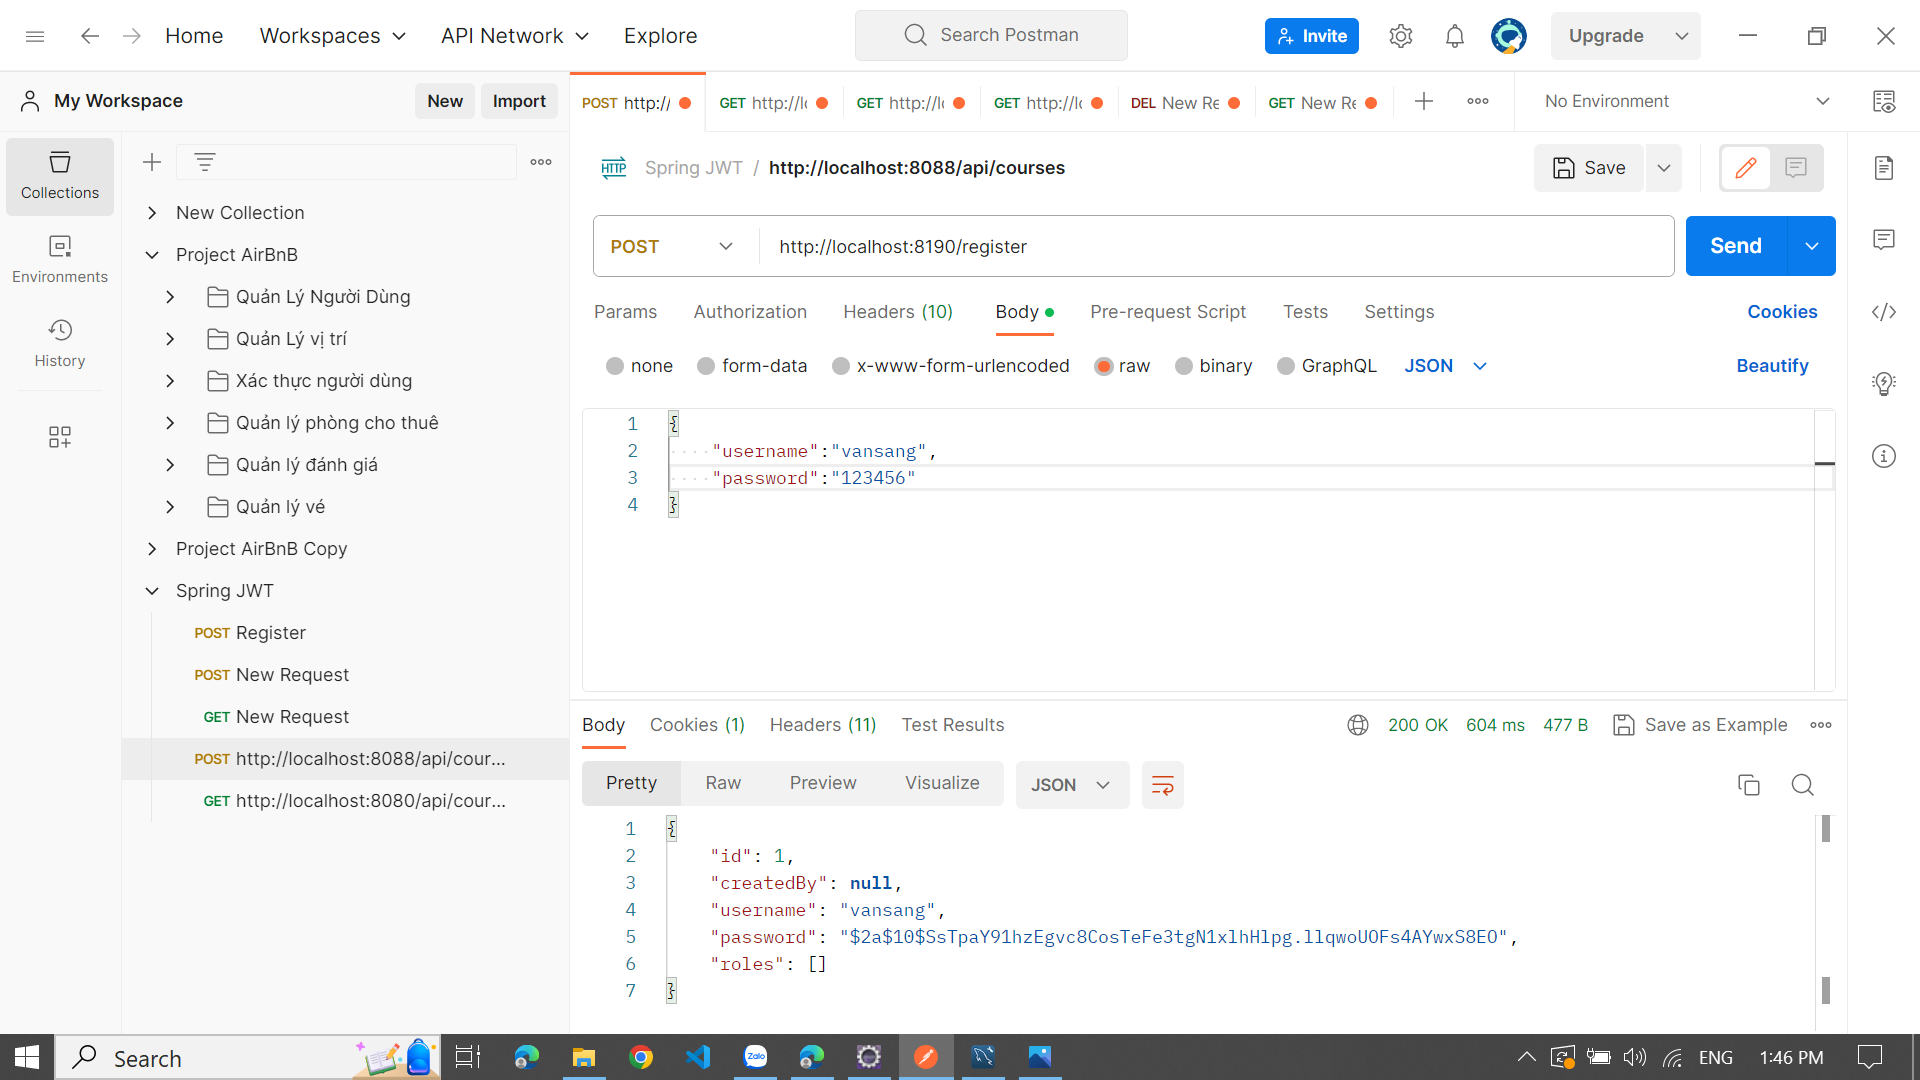 Home Workspaces API Network Explore Search Postman Invite Upgrade
My Workspace New Import
POST http:// GET http://lo GET http://lo GET http://lo DEL New Re GET New Re No Environment
Collections
Environments
History
New Collection
Project AirBnB
Quản Lý Người Dùng
Quản Lý vị trí
Xác thực người dùng
Quản lý phòng cho thuê
Quản lý đánh giá
Quản lý vé
Project AirBnB Copy
Spring JWT
POST Register
POST New Request
GET New Request
POST http://localhost:8088/api/cour...
GET http://localhost:8080/api/cour...
HTTP Spring JWT / http://localhost:8088/api/courses Save
POST http://localhost:8190/register Send
Params Authorization Headers (10) Body Pre-request Script Tests Settings Cookies
none form-data x-www-form-urlencoded raw binary GraphQL JSON Beautify
1 {
2 "username":"vansang",
3 "password":"123456"
4 }
Body Cookies (1) Headers (11) Test Results 200 OK 604 ms 477 B Save as Example
Pretty Raw Preview Visualize JSON
1 {
2 "id": 1,
3 "createdBy": null,
4 "username": "vansang",
5 "password": "$2a$10$SsTpaY91hzEgvc8CosTeFe3tgN1xlhHlpg.llqwoUOFs4AYwxS8EO",
6 "roles": []
7 }
Search Zalo ENG 1:46 PM